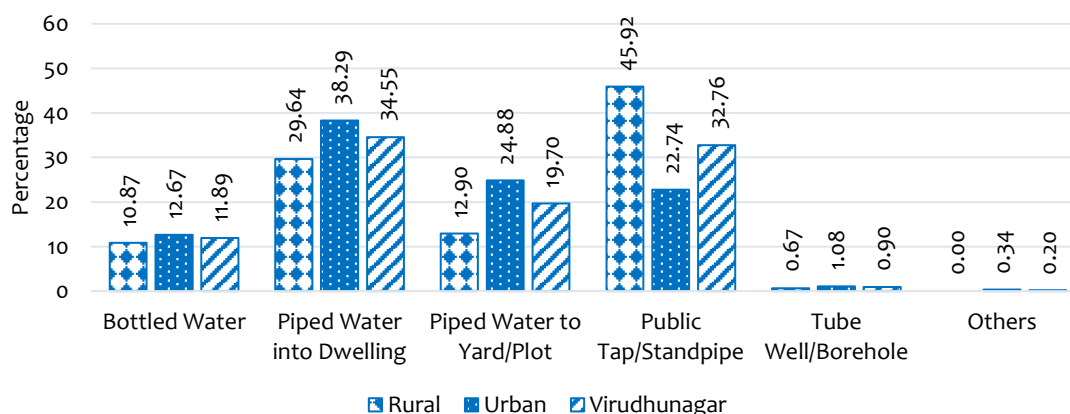 60
50
40
30
20
10
0
Percentage
10.87
12.67
11.89
29.64
38.29
34.55
12.90
24.88
19.70
45.92
22.74
32.76
0.67
1.08
0.90
0.00
0.34
0.20
Bottled Water
Piped Water
into Dwelling
Piped Water to
Yard/Plot
Public
Tap/Standpipe
Tube
Well/Borehole
Others
Rural
Urban
Virudhunagar